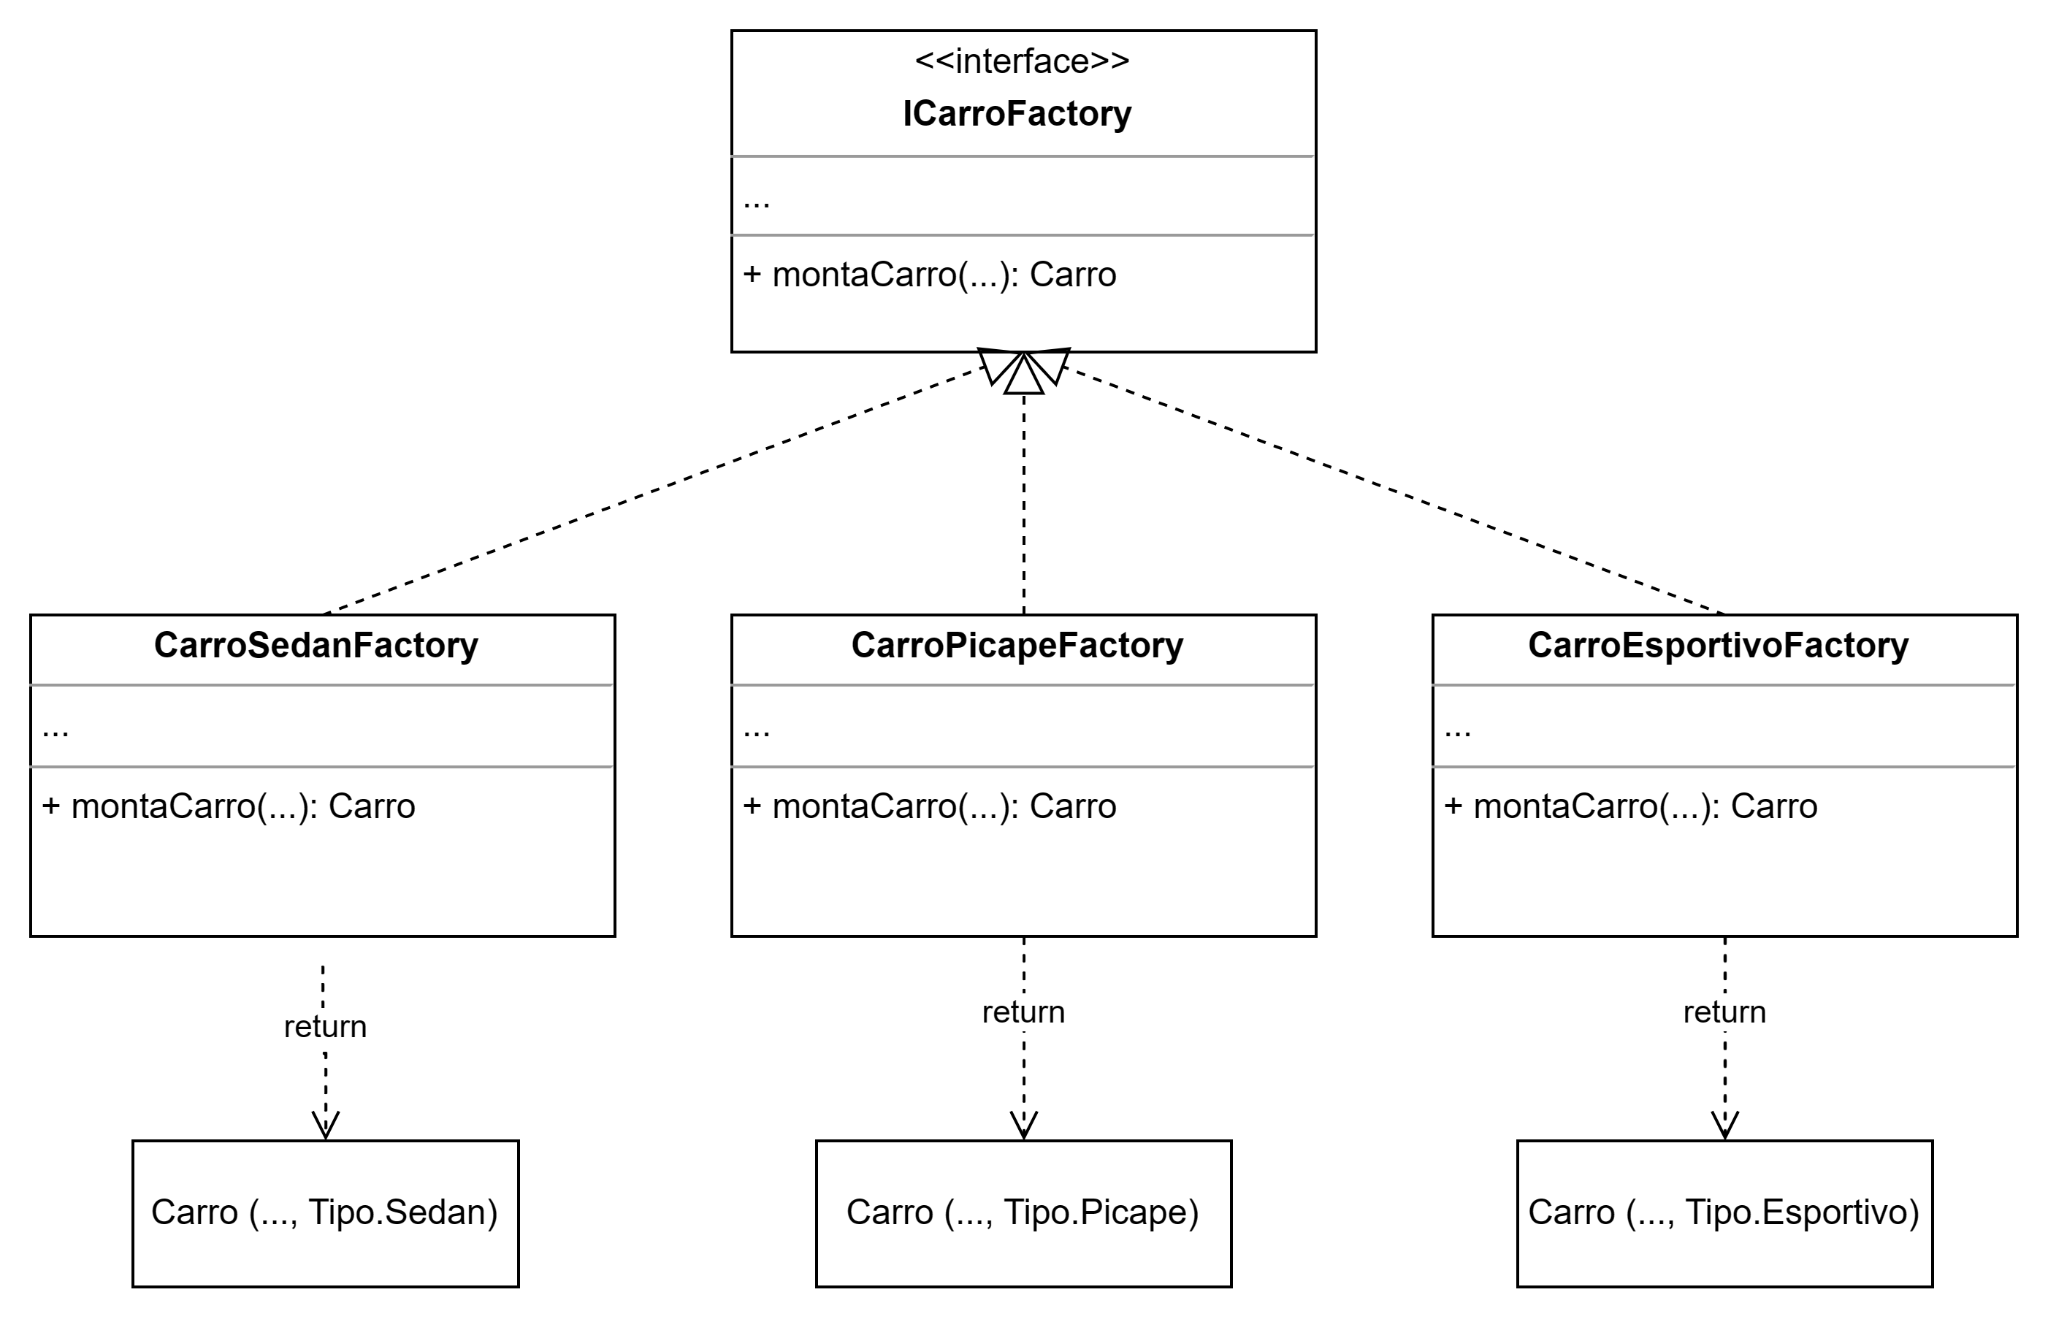 <<interface>>
ICarroFactory
...
+ montaCarro(...): Carro
CarroSedanFactory
...
+ montaCarro(...): Carro
CarroPicapeFactory
...
+ montaCarro(...): Carro
CarroEsportivoFactory
...
+ montaCarro(...): Carro
return
return
return
Carro (..., Tipo.Sedan)
Carro (..., Tipo.Picape)
Carro (..., Tipo.Esportivo)